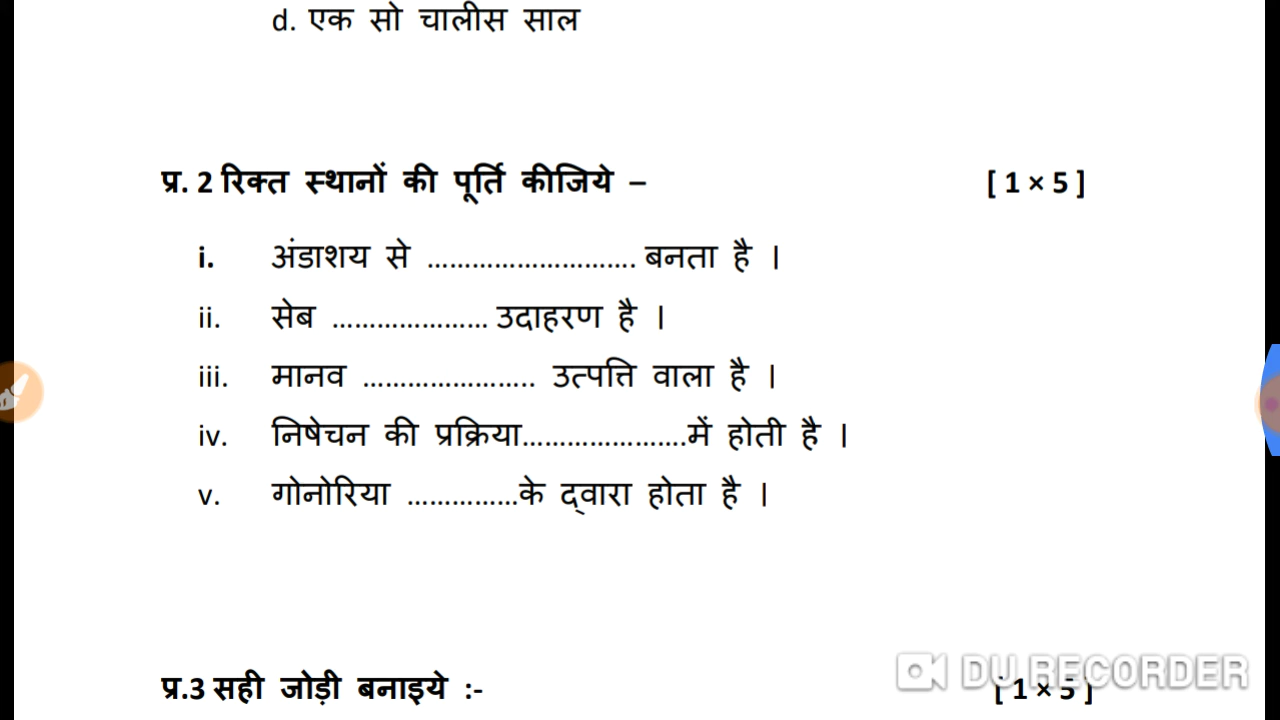 d. एक सो चालीस साल
प्र. 2 रिक्त स्थानों की पूर्ति कीजिये – [ 1 × 5 ]
i. अंडाशय से ............................ बनता है ।
ii. सेब ..................... उदाहरण है ।
iii. मानव ....................... उत्पत्ति वाला है ।
iv. निषेचन की प्रक्रिया......................में होती है ।
v. गोनोरिया ...............के द्वारा होता है ।
प्र.3 सही जोड़ी बनाइये :- [ 1 × 5 ]
DU RECORDER